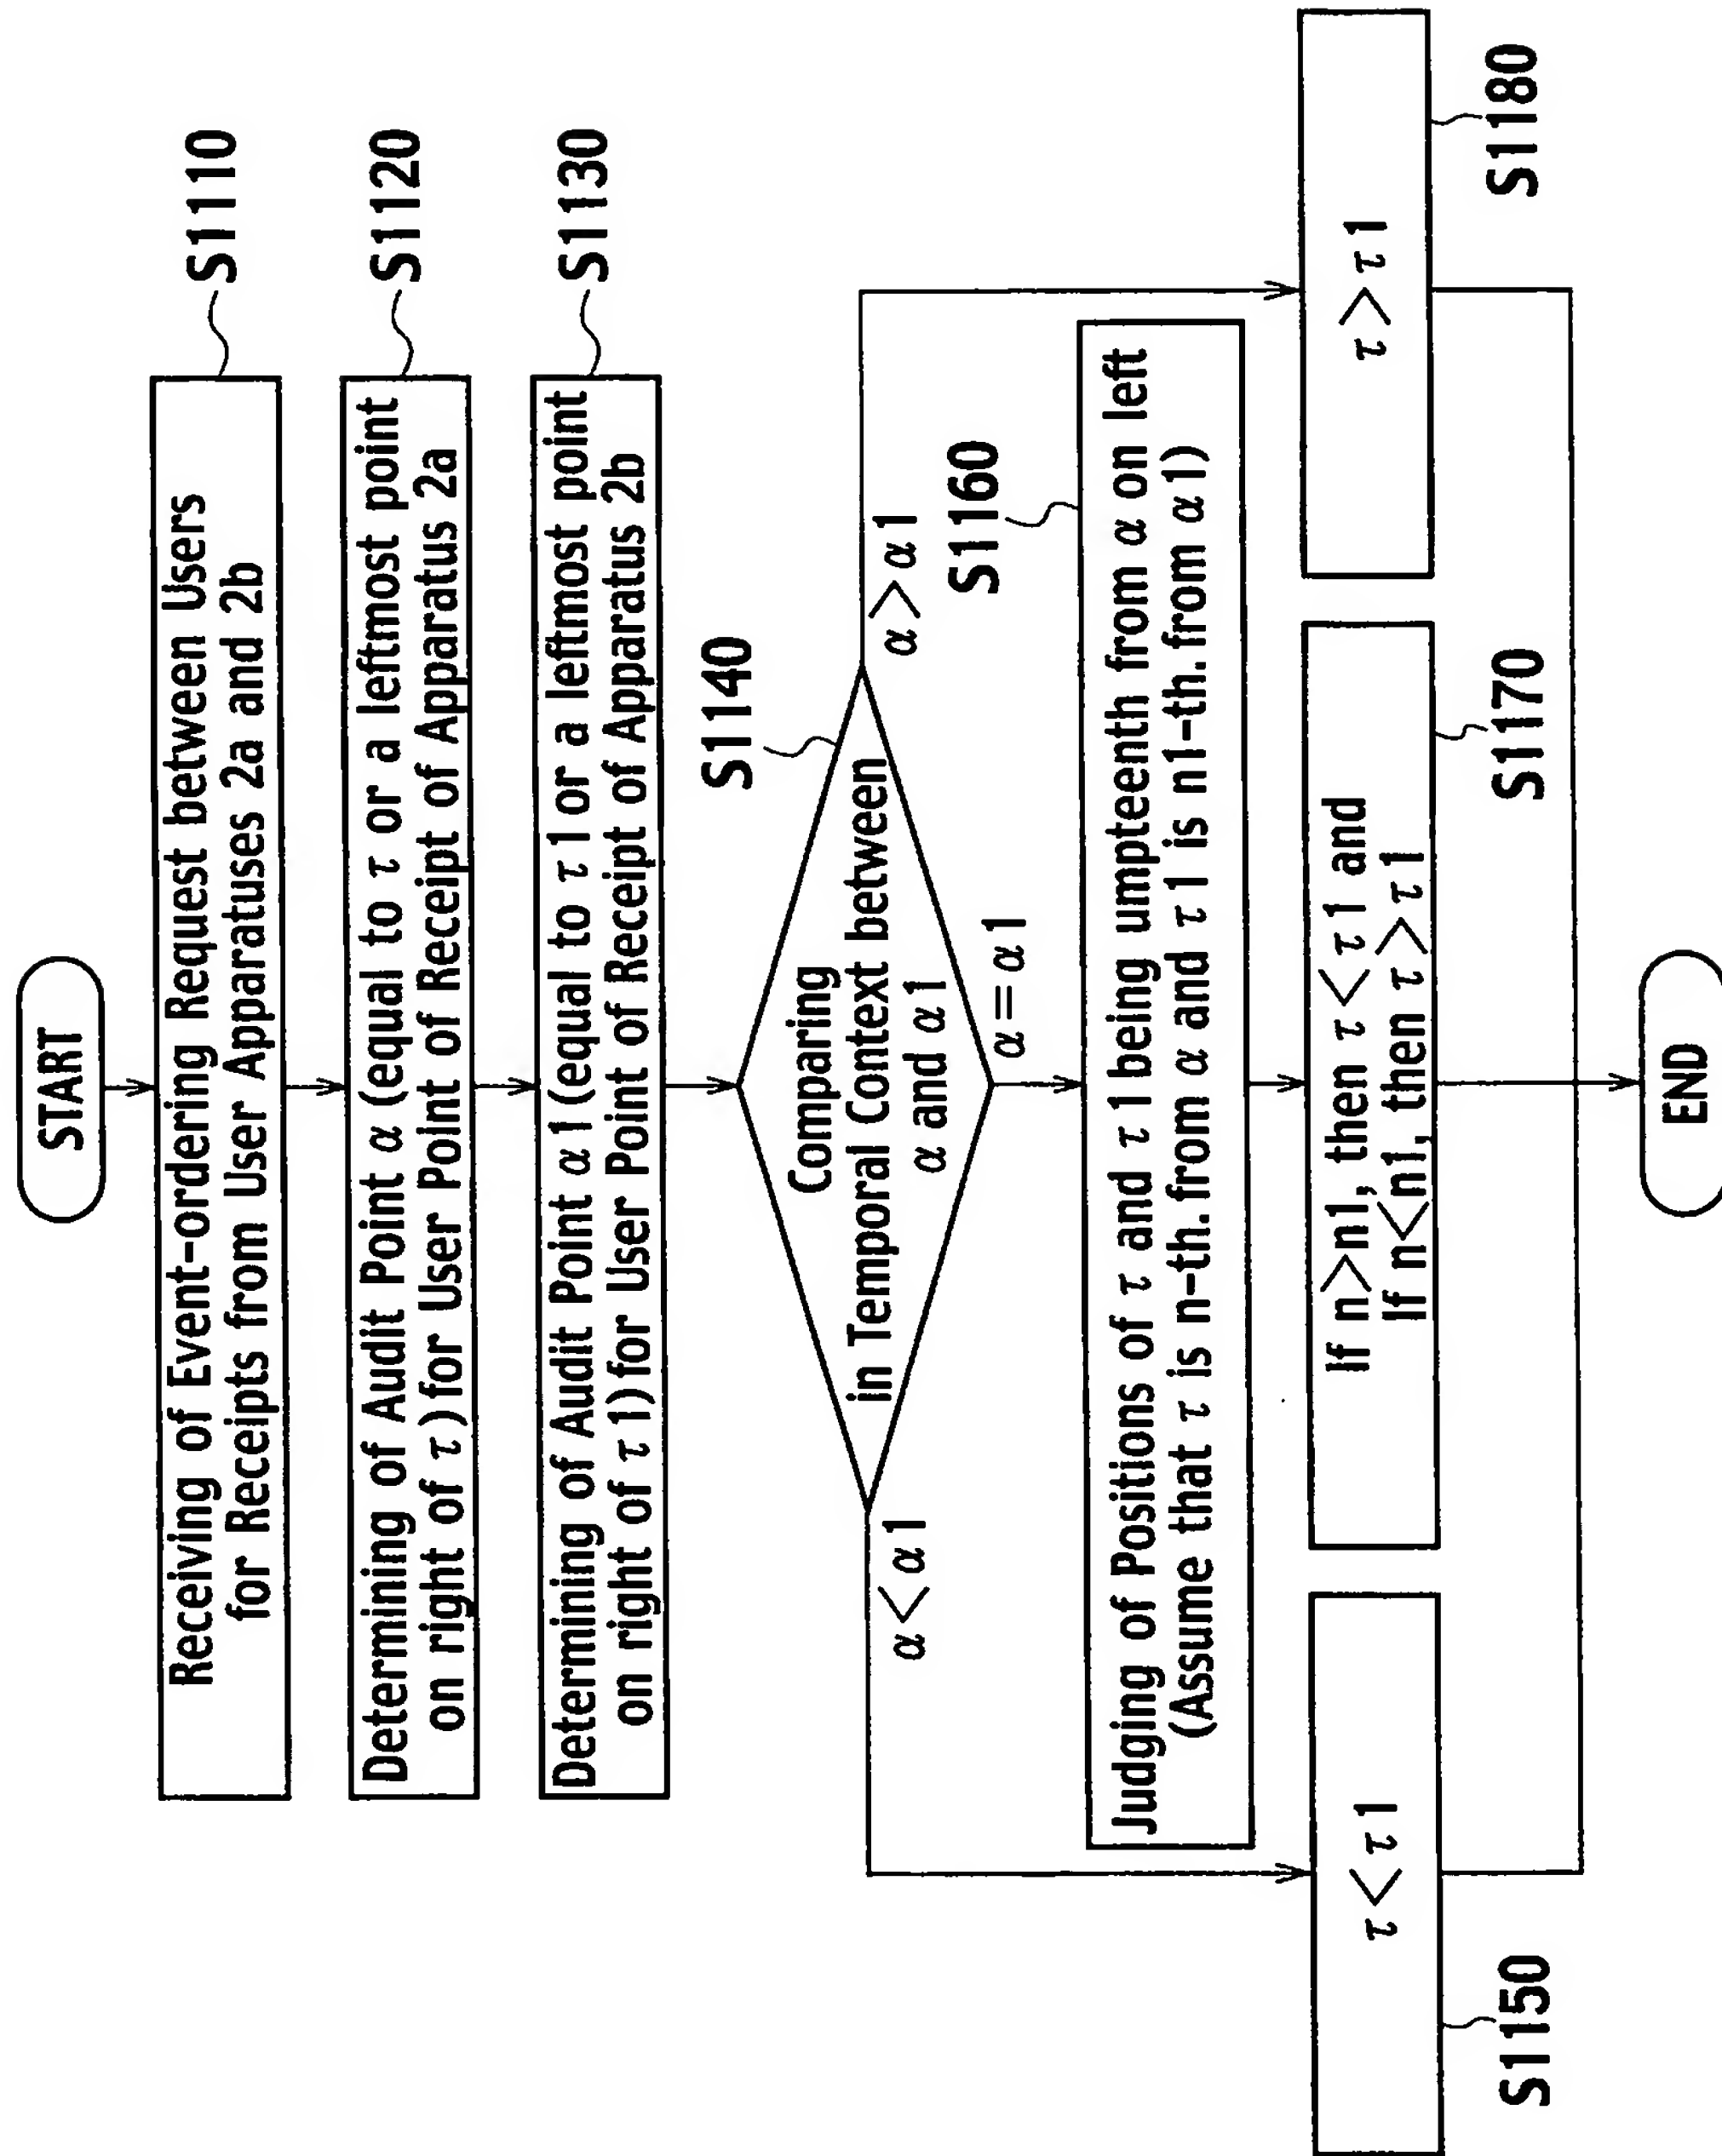 START
Receiving of Event-ordering Request between Users
for Receipts from User Apparatuses 2a and 2b
S1110
Determining of Audit Point α (equal to τ or a leftmost point
on right of τ) for User Point of Receipt of Apparatus 2a
S1120
Determining of Audit Point α1 (equal to τ1 or a leftmost point
on right of τ1) for User Point of Receipt of Apparatus 2b
S1130
S1140
Comparing
in Temporal Context between
α and α1
α<α1
α=α1
α>α1
S1160
Judging of Positions of τ and τ1 being umpteenth from α on left
(Assume that τ is n-th.from α and τ1 is n1-th.from α1)
τ<τ1
S1150
If n>n1, then τ<τ1 and
If n<n1, then τ>τ1
S1170
τ>τ1
S1180
END